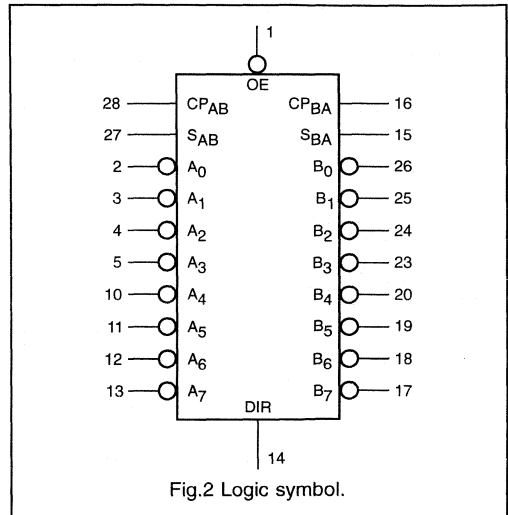 1
OE
28 CPAB CPBA 16
27 SAB SBA 15
2 A0 B0 26
3 A1 B1 25
4 A2 B2 24
5 A3 B3 23
10 A4 B4 20
11 A5 B5 19
12 A6 B6 18
13 A7 B7 17
DIR
14
Fig.2 Logic symbol.